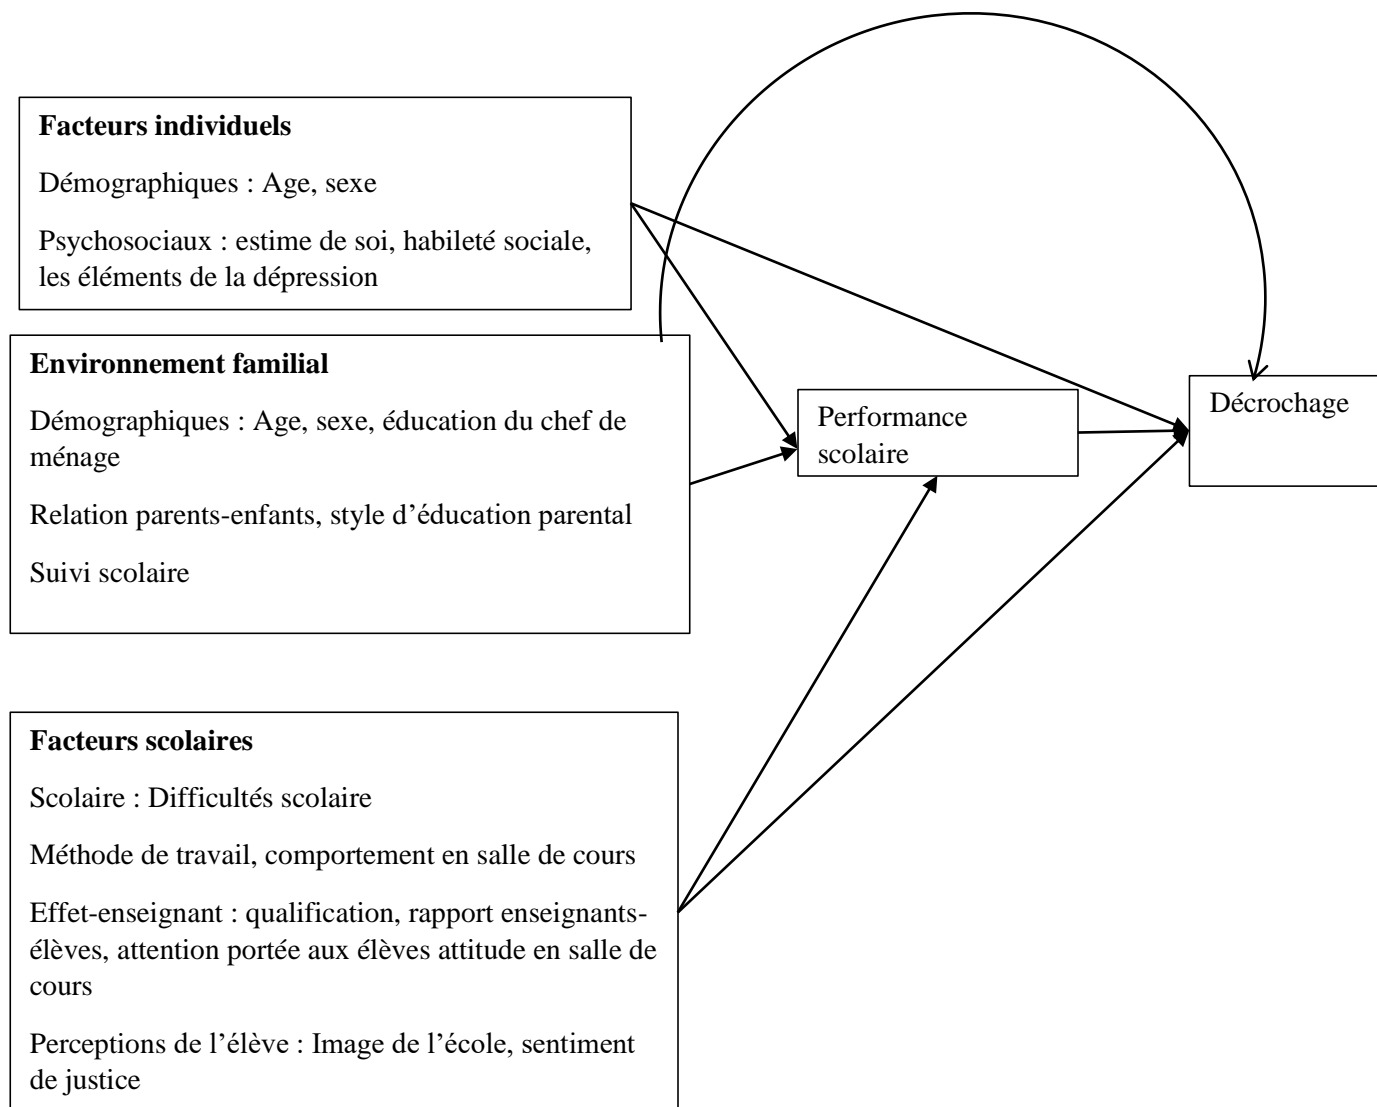 Facteurs individuels
Démographiques : Age, sexe
Psychosociaux : estime de soi, habileté sociale,
les éléments de la dépression
Environnement familial
Démographiques : Age, sexe, éducation du chef de
ménage
Relation parents-enfants, style d’éducation parental
Suivi scolaire
Performance
scolaire
Décrochage
Facteurs scolaires
Scolaire : Difficultés scolaire
Méthode de travail, comportement en salle de cours
Effet-enseignant : qualification, rapport enseignants-
élèves, attention portée aux élèves attitude en salle de
cours
Perceptions de l’élève : Image de l’école, sentiment
de justice